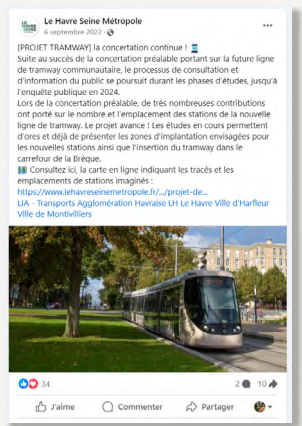 Le Havre Seine Métropole
6 septembre 2022 ·
[PROJET TRAMWAY] la concertation continue !
Suite au succès de la concertation préalable portant sur la future ligne
de tramway communautaire, le processus de consultation et
d'information du public se poursuit durant les phases d'études, jusqu'à
l'enquête publique en 2024.
Lors de la concertation préalable, de très nombreuses contributions
ont porté sur le nombre et l'emplacement des stations de la nouvelle
ligne de tramway. Le projet avance ! Les études en cours permettent
d'ores et déjà de présenter les zones d'implantation envisagées pour
les nouvelles stations ainsi que l'insertion du tramway dans le
carrefour de la Brèque.
Consultez ici, la carte en ligne indiquant les tracés et les
emplacements de stations imaginés :
https://www.lehavreseinemetropole.fr/.../projet-de...
LIA - Transports Agglomération Havraise LH Le Havre Ville d'Harfleur
Ville de Montivilliers
34
2
10
J'aime
Commenter
Partager